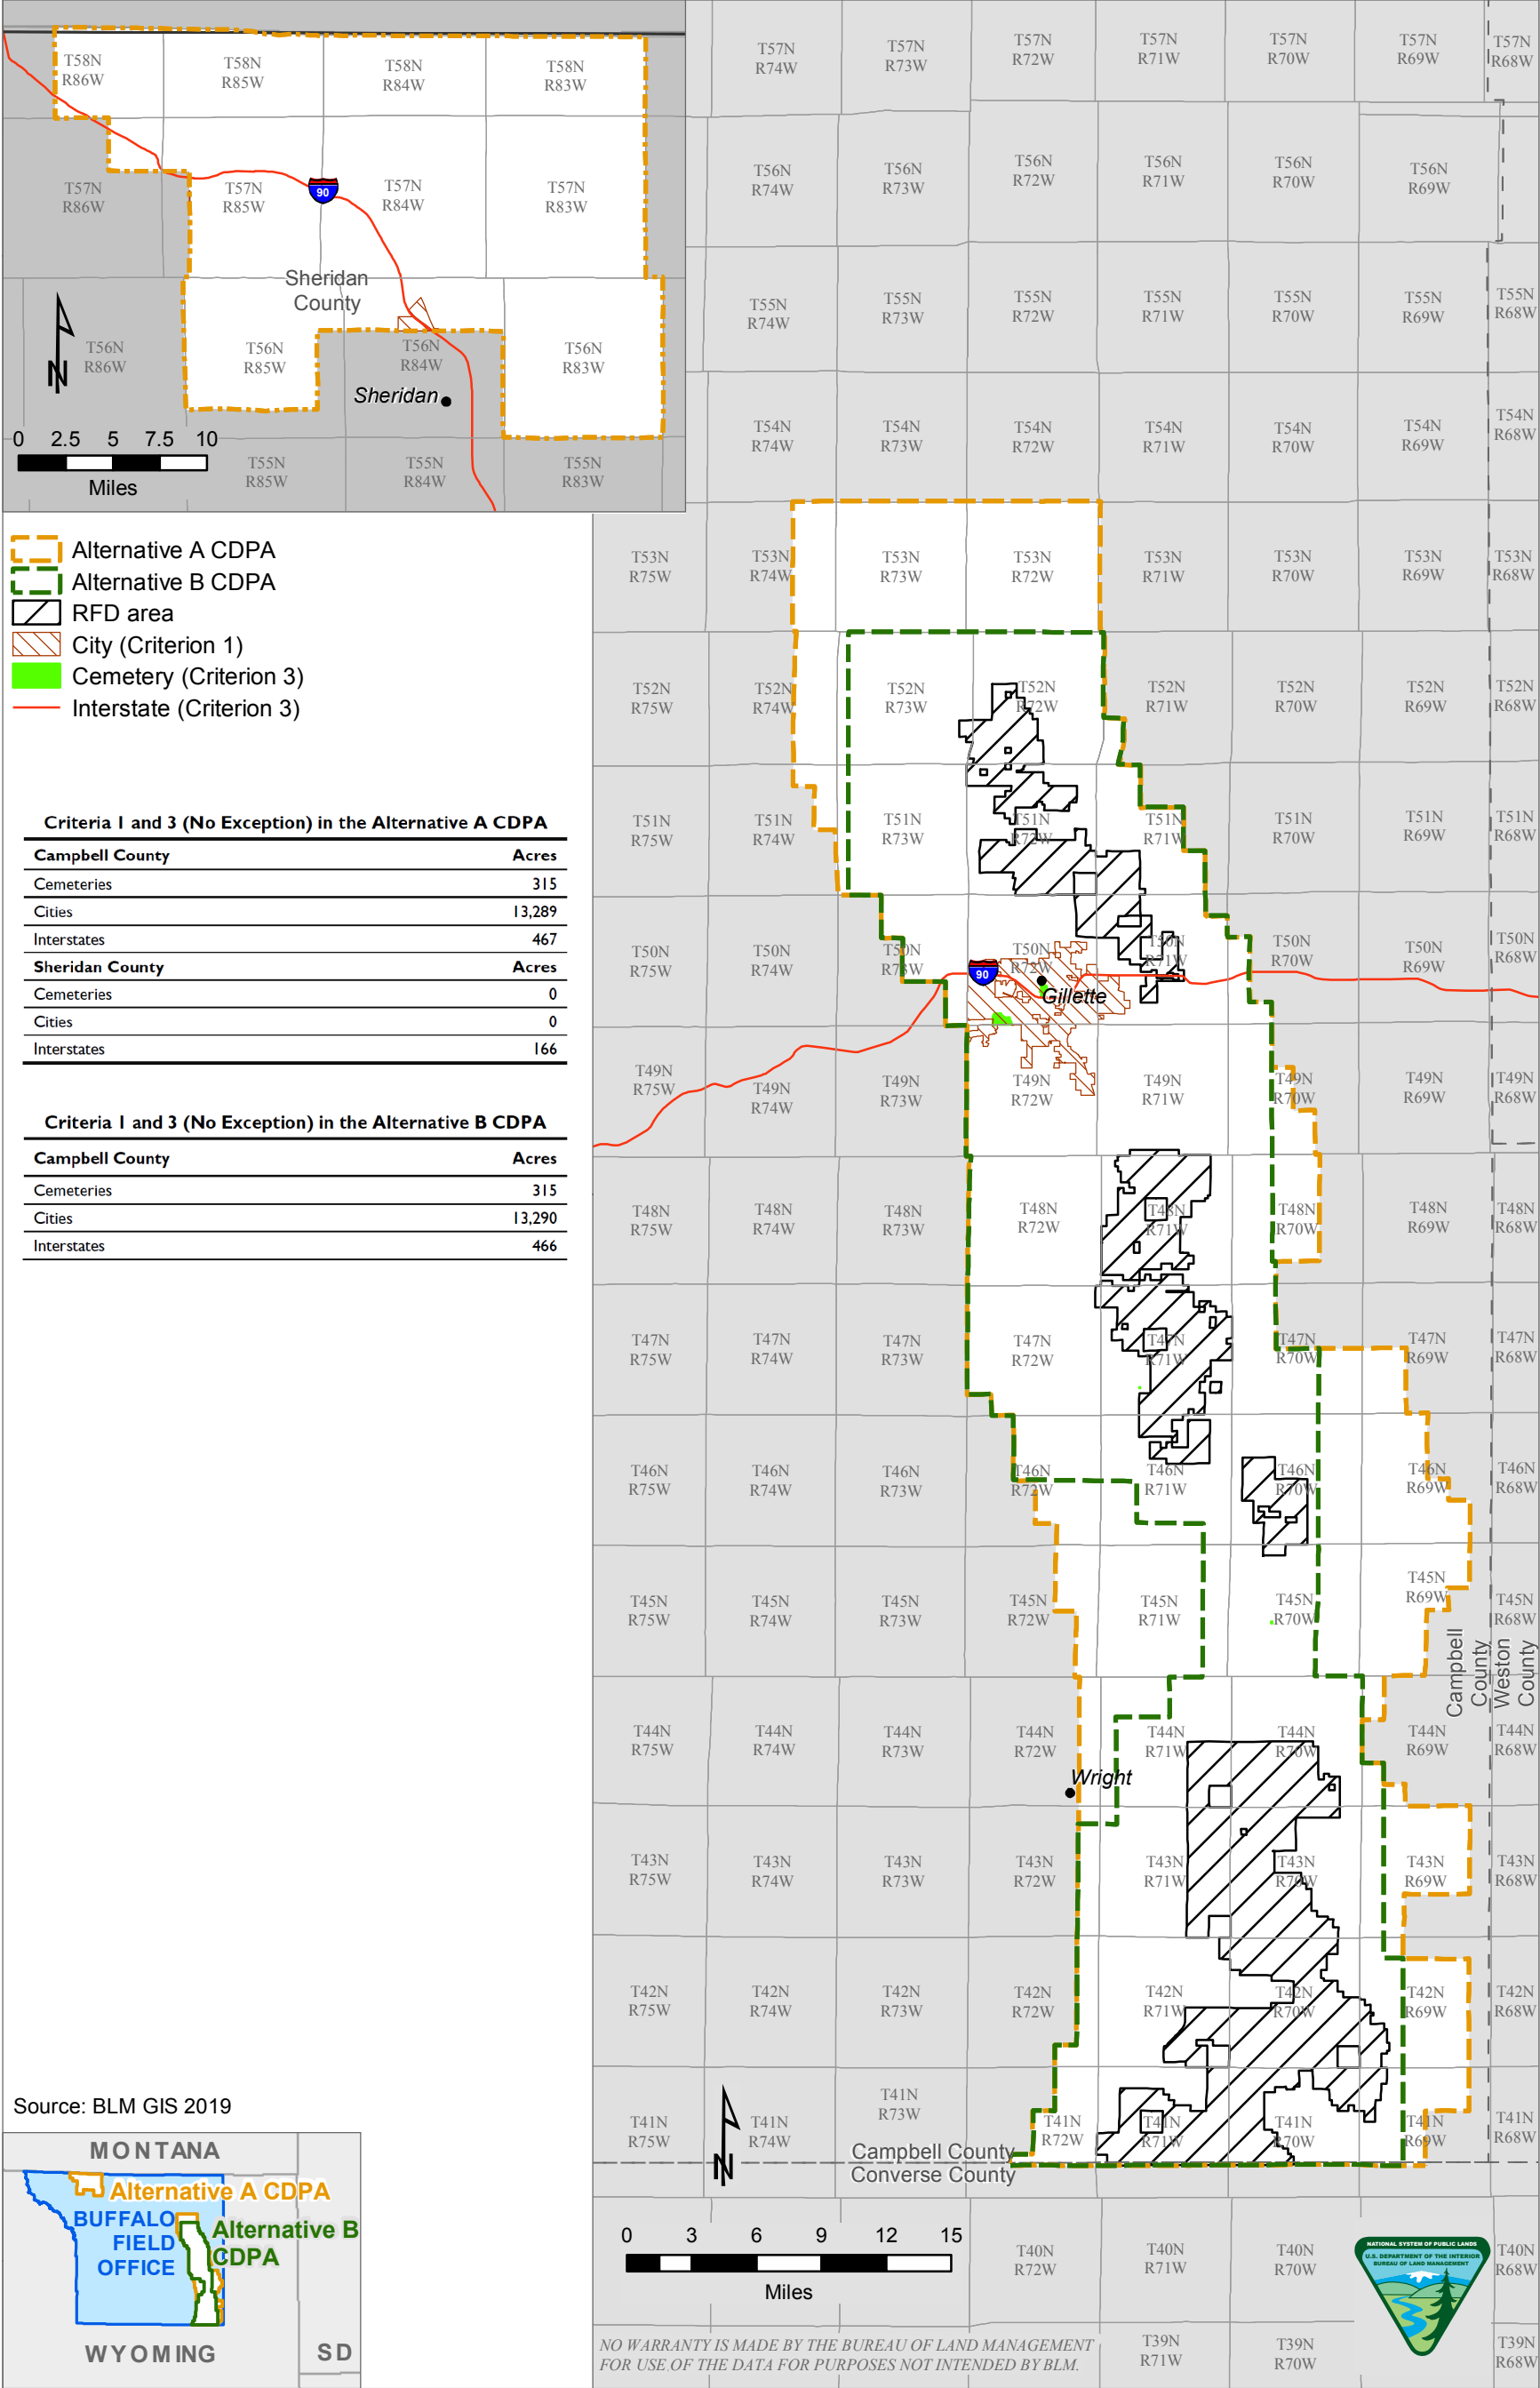 T58N
R86W
T58N
R85W
T58N
R84W
T58N
R83W
T57N
R86W
T57N
R85W
90
T57N
R84W
T57N
R83W
Sheridan
County
T56N
R86W
T56N
R85W
T56N
R84W
T56N
R83W
Sheridan
N
0 2.5 5 7.5 10
Miles
T55N
R85W
T55N
R84W
T55N
R83W
Alternative A CDPA
Alternative B CDPA
RFD area
City (Criterion 1)
Cemetery (Criterion 3)
Interstate (Criterion 3)
Criteria 1 and 3 (No Exception) in the Alternative A CDPA
Campbell County Acres
Cemeteries 315
Cities 13,289
Interstates 467
Sheridan County Acres
Cemeteries 0
Cities 0
Interstates 166
Criteria 1 and 3 (No Exception) in the Alternative B CDPA
Campbell County Acres
Cemeteries 315
Cities 13,290
Interstates 466
Source: BLM GIS 2019
MONTANA
Alternative A CDPA
BUFFALO
FIELD
OFFICE
Alternative B
CDPA
WYOMING
SD
T57N T57N T57N T57N T57N T57N T57N
R74W R73W R72W R71W R70W R69W R68W
T56N T56N T56N T56N T56N T56N
R74W R73W R72W R71W R70W R69W
T55N T55N T55N T55N T55N T55N T55N
R74W R73W R72W R71W R70W R69W R68W
T54N T54N T54N T54N T54N T54N T54N
R74W R73W R72W R71W R70W R69W R68W
T53N T53N T53N T53N T53N T53N T53N T53N
R75W R74W R73W R72W R71W R70W R69W R68W
T52N T52N T52N T52N T52N T52N T52N T52N
R75W R74W R73W R72W R71W R70W R69W R68W
T51N T51N T51N T51N T51N T51N T51N T51N
R75W R74W R73W R72W R71W R70W R69W R68W
T50N T50N T50N T50N T50N T50N T50N T50N
R75W R74W R73W R72W R71W R70W R69W R68W
90
Gillette
T49N T49N T49N T49N T49N T49N T49N T49N
R75W R74W R73W R72W R71W R70W R69W R68W
T48N T48N T48N T48N T48N T48N T48N T48N
R75W R74W R73W R72W R71W R70W R69W R68W
T47N T47N T47N T47N T47N T47N T47N T47N
R75W R74W R73W R72W R71W R70W R69W R68W
T46N T46N T46N T46N T46N T46N T46N T46N
R75W R74W R73W R72W R71W R70W R69W R68W
T45N T45N T45N T45N T45N T45N T45N T45N
R75W R74W R73W R72W R71W R70W R69W R68W
Campbell
County
Weston
County
T44N T44N T44N T44N T44N T44N T44N T44N
R75W R74W R73W R72W R71W R70W R69W R68W
Wright
T43N T43N T43N T43N T43N T43N T43N T43N
R75W R74W R73W R72W R71W R70W R69W R68W
T42N T42N T42N T42N T42N T42N T42N T42N
R75W R74W R73W R72W R71W R70W R69W R68W
T41N T41N T41N T41N T41N T41N T41N T41N
R75W R74W R73W R72W R71W R70W R69W R68W
N
Campbell County
Converse County
0 3 6 9 12 15
Miles
T40N T40N T40N T40N
R72W R71W R70W R68W
NATIONAL SYSTEM OF PUBLIC LANDS
U.S. DEPARTMENT OF THE INTERIOR
BUREAU OF LAND MANAGEMENT
T39N T39N T39N
R71W R70W R68W
NO WARRANTY IS MADE BY THE BUREAU OF LAND MANAGEMENT
FOR USE OF THE DATA FOR PURPOSES NOT INTENDED BY BLM.